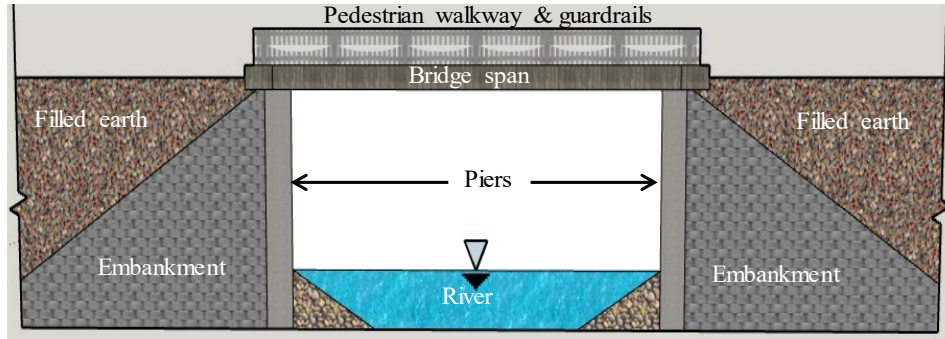 Pedestrian walkway & guardrails
Bridge span
Filled earth
Filled earth
Piers
Embankment
Embankment
River